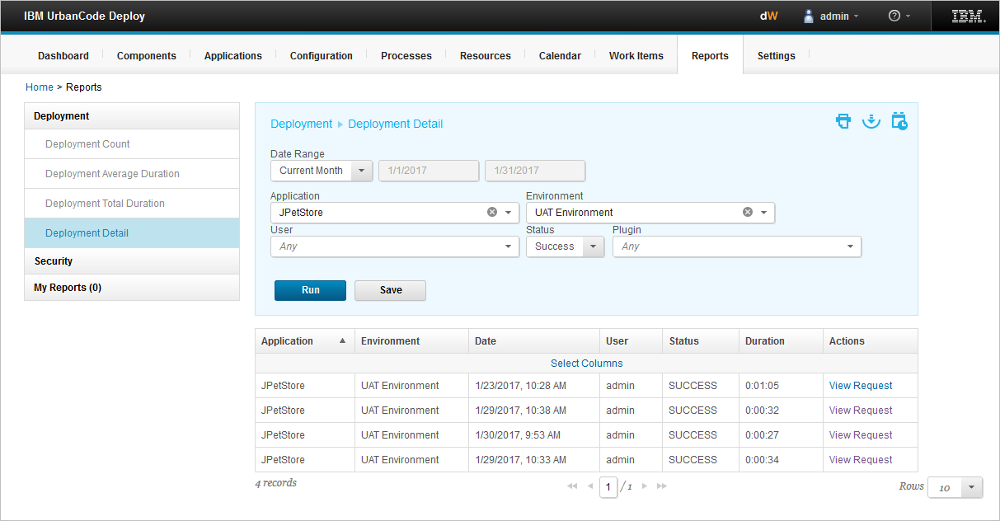 IBM UrbanCode Deploy dW admin IBM.
Dashboard Components Applications Configuration Processes Resources Calendar Work Items Reports Settings
Home > Reports
Deployment
Deployment Count
Deployment Average Duration
Deployment Total Duration
Deployment Detail
Security
My Reports (0)
Deployment Deployment Detail
Date Range
Current Month 1/1/2017 1/31/2017
Application Environment
JPetStore UAT Environment
User Status Plugin
Any Success Any
Run Save
Application Environment Date User Status Duration Actions
Select Columns
JPetStore UAT Environment 1/23/2017, 10:28 AM admin SUCCESS 0:01:05 View Request
JPetStore UAT Environment 1/29/2017, 10:38 AM admin SUCCESS 0:00:32 View Request
JPetStore UAT Environment 1/30/2017, 9:53 AM admin SUCCESS 0:00:27 View Request
JPetStore UAT Environment 1/29/2017, 10:33 AM admin SUCCESS 0:00:34 View Request
4 records 1 / 1 Rows 10